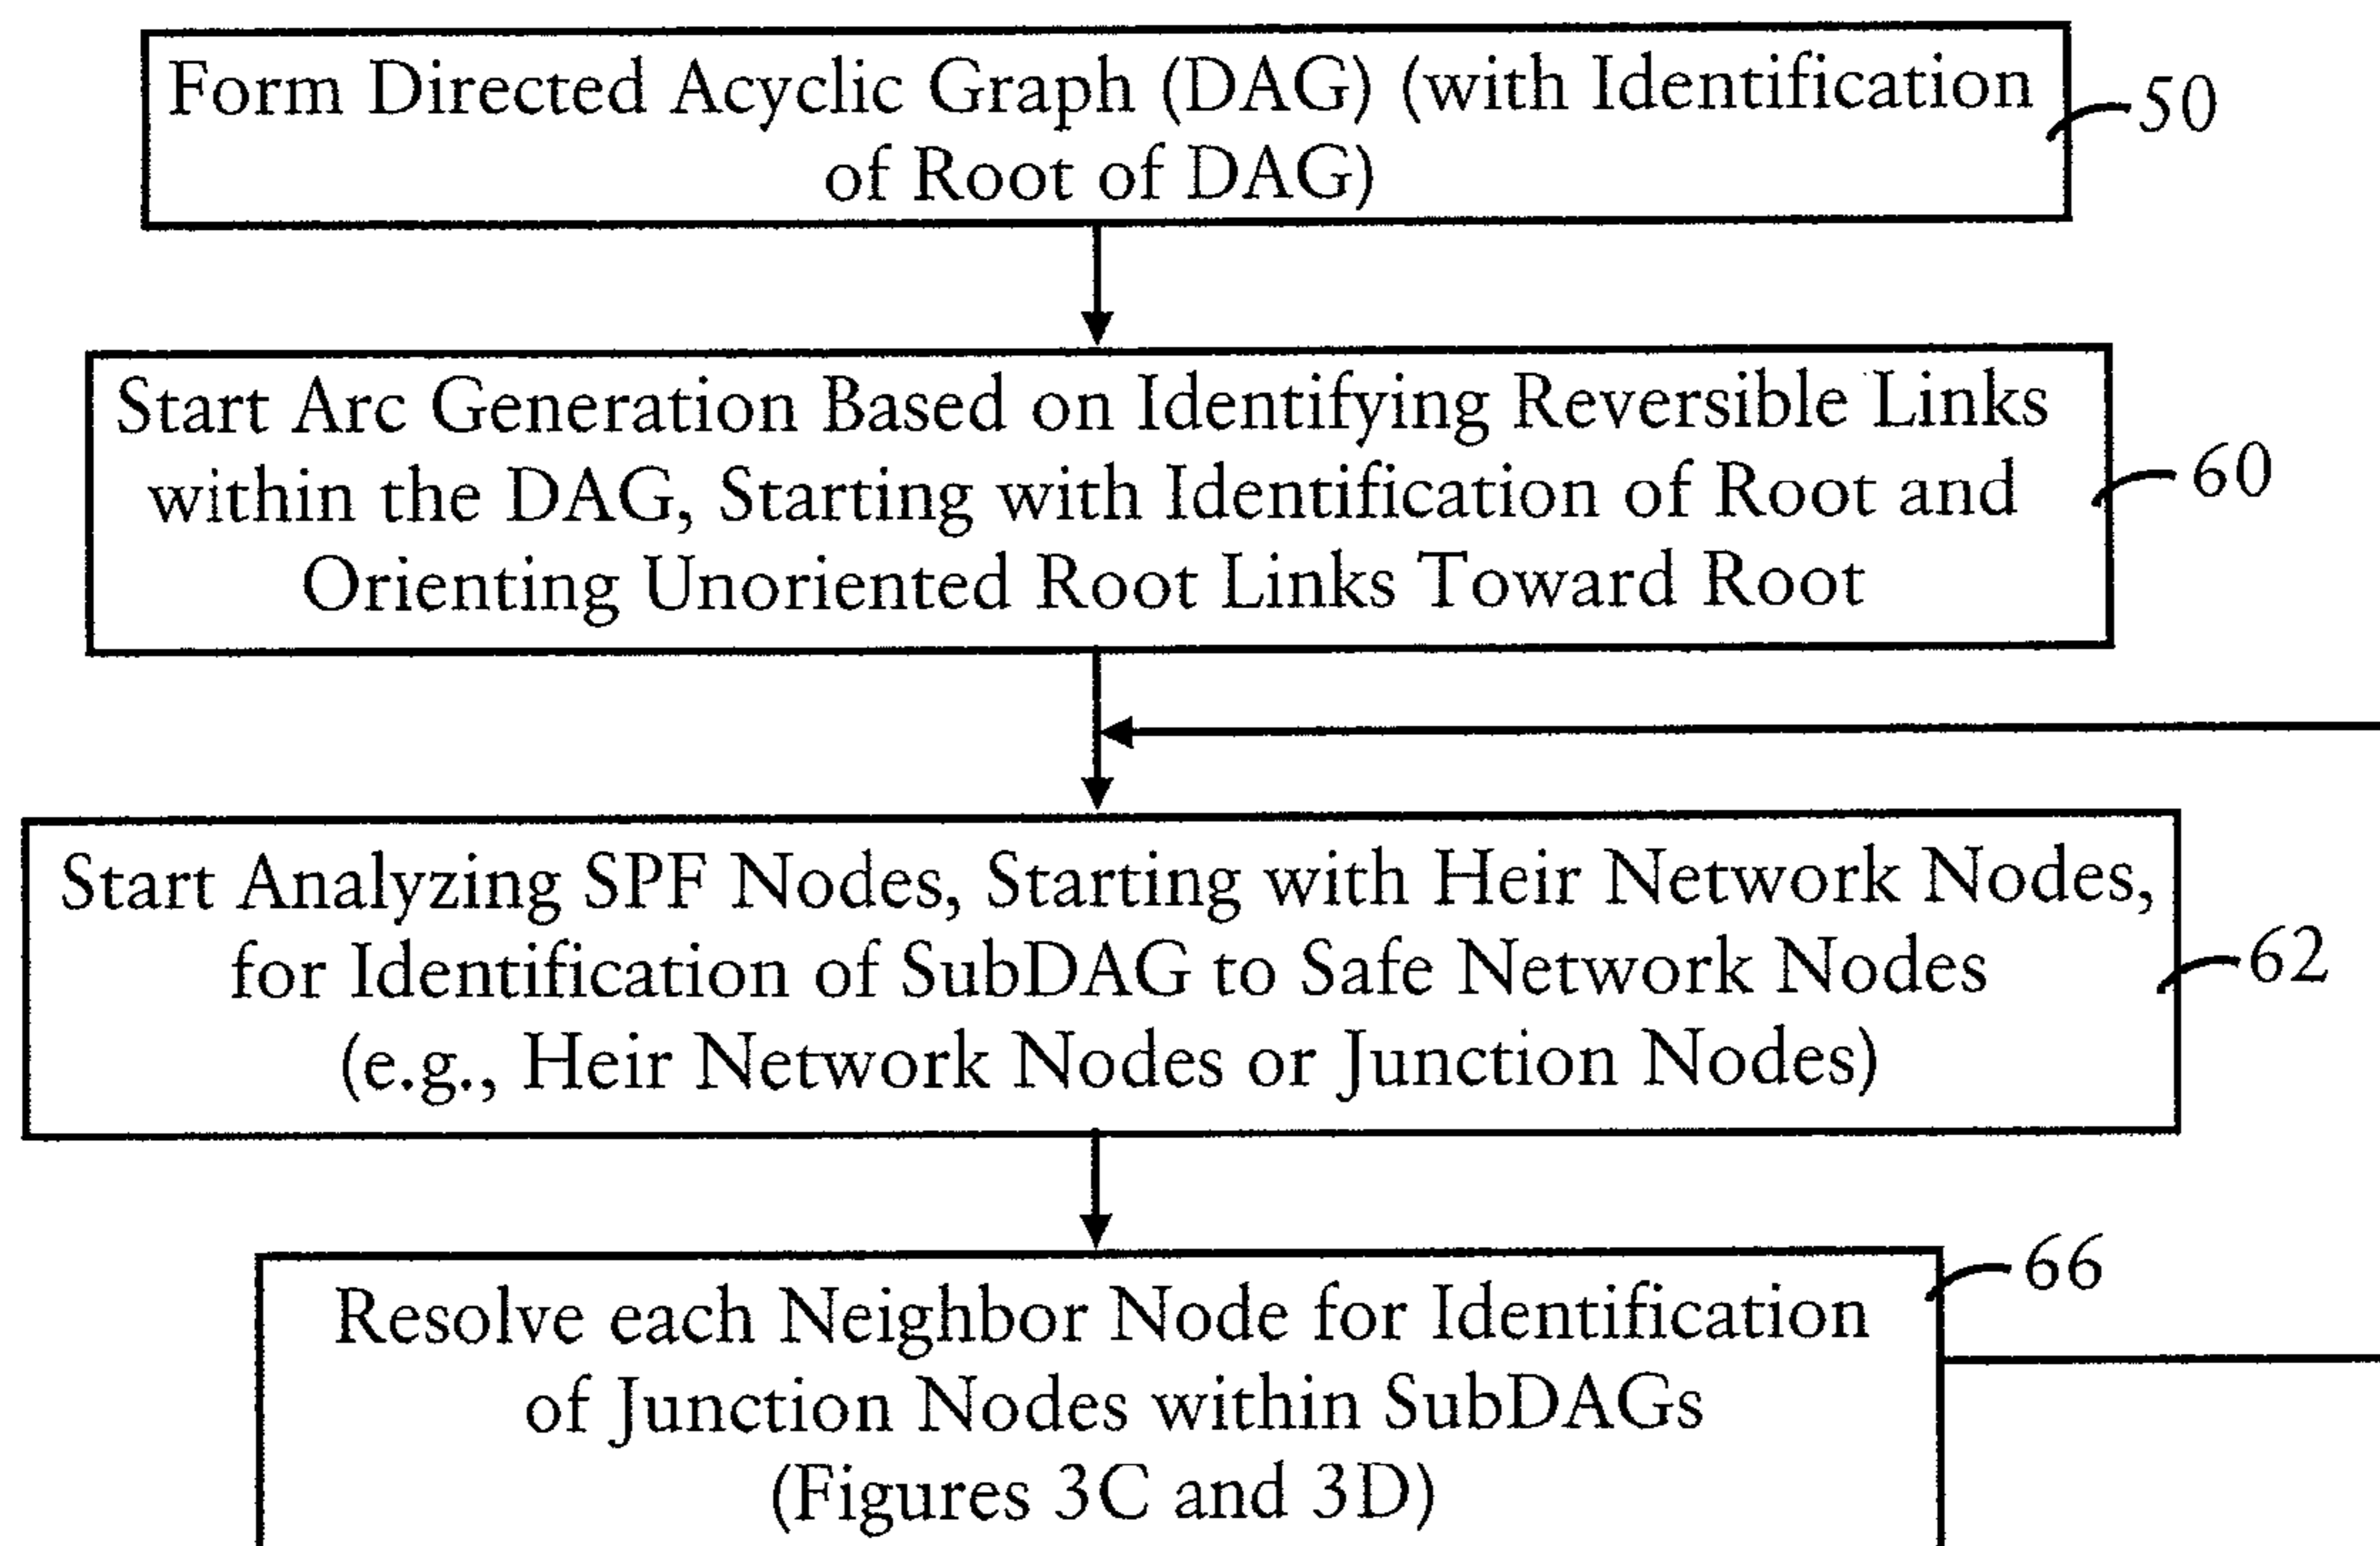 Form Directed Acyclic Graph (DAG) (with Identification
of Root of DAG)
50
Start Arc Generation Based on Identifying Reversible Links
within the DAG, Starting with Identification of Root and
Orienting Unoriented Root Links Toward Root
60
Start Analyzing SPF Nodes, Starting with Heir Network Nodes,
for Identification of SubDAG to Safe Network Nodes
(e.g., Heir Network Nodes or Junction Nodes)
62
66
Resolve each Neighbor Node for Identification
of Junction Nodes within SubDAGs
(Figures 3C and 3D)